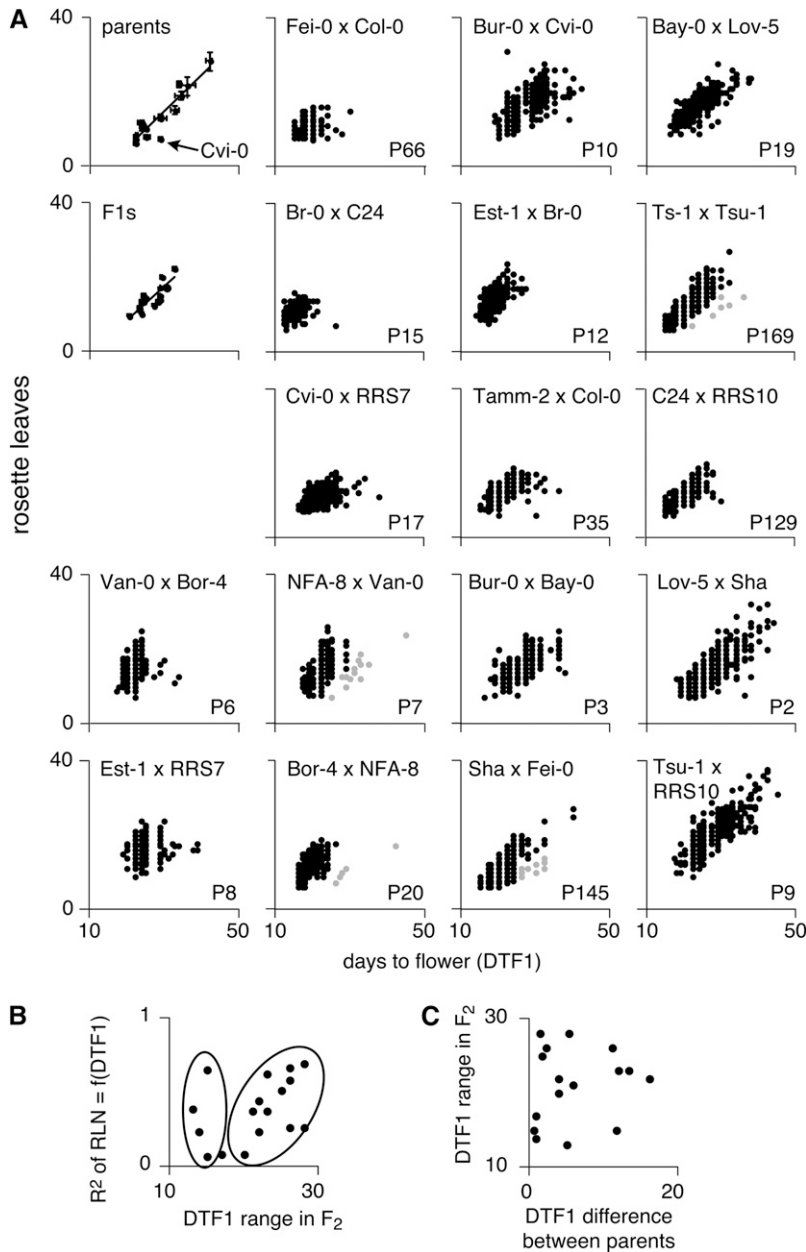 A
40
parents
Cvi-0
0
Fei-0 x Col-0
P66
Bur-0 x Cvi-0
P10
Bay-0 x Lov-5
P19
40
F1s
0
Br-0 x C24
P15
Est-1 x Br-0
P12
Ts-1 x Tsu-1
P169
rosette leaves
Cvi-0 x RRS7
P17
Tamm-2 x Col-0
P35
C24 x RRS10
P129
40
Van-0 x Bor-4
P6
0
NFA-8 x Van-0
P7
Bur-0 x Bay-0
P3
Lov-5 x Sha
P2
40
Est-1 x RRS7
P8
0
Bor-4 x NFA-8
P20
Sha x Fei-0
P145
Tsu-1 x
RRS10
P9
10 50 10 50 10 50 10 50
days to flower (DTF1)
B
1
R² of RLN = f(DTF1)
0
10 30
DTF1 range in F₂
C
30
DTF1 range in F₂
10
0 20
DTF1 difference
between parents